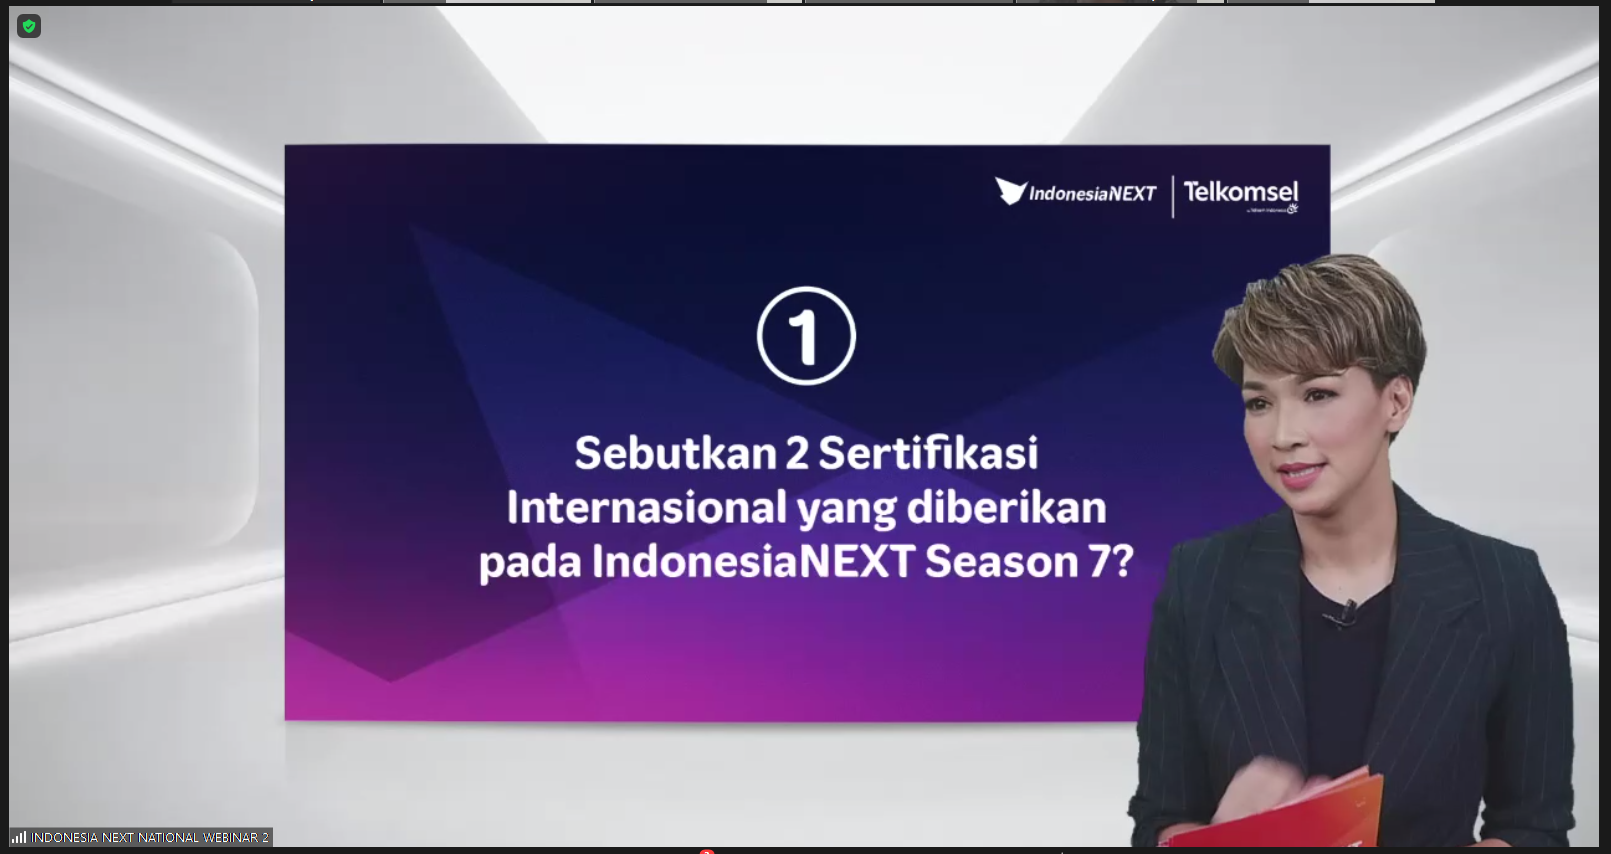 IndonesiaNEXT
Telkomsel
1
Sebutkan 2 Sertifikasi
Internasional yang diberikan
pada IndonesiaNEXT Season 7?
INDONESIA NEXT NATIONAL WEBINAR 2